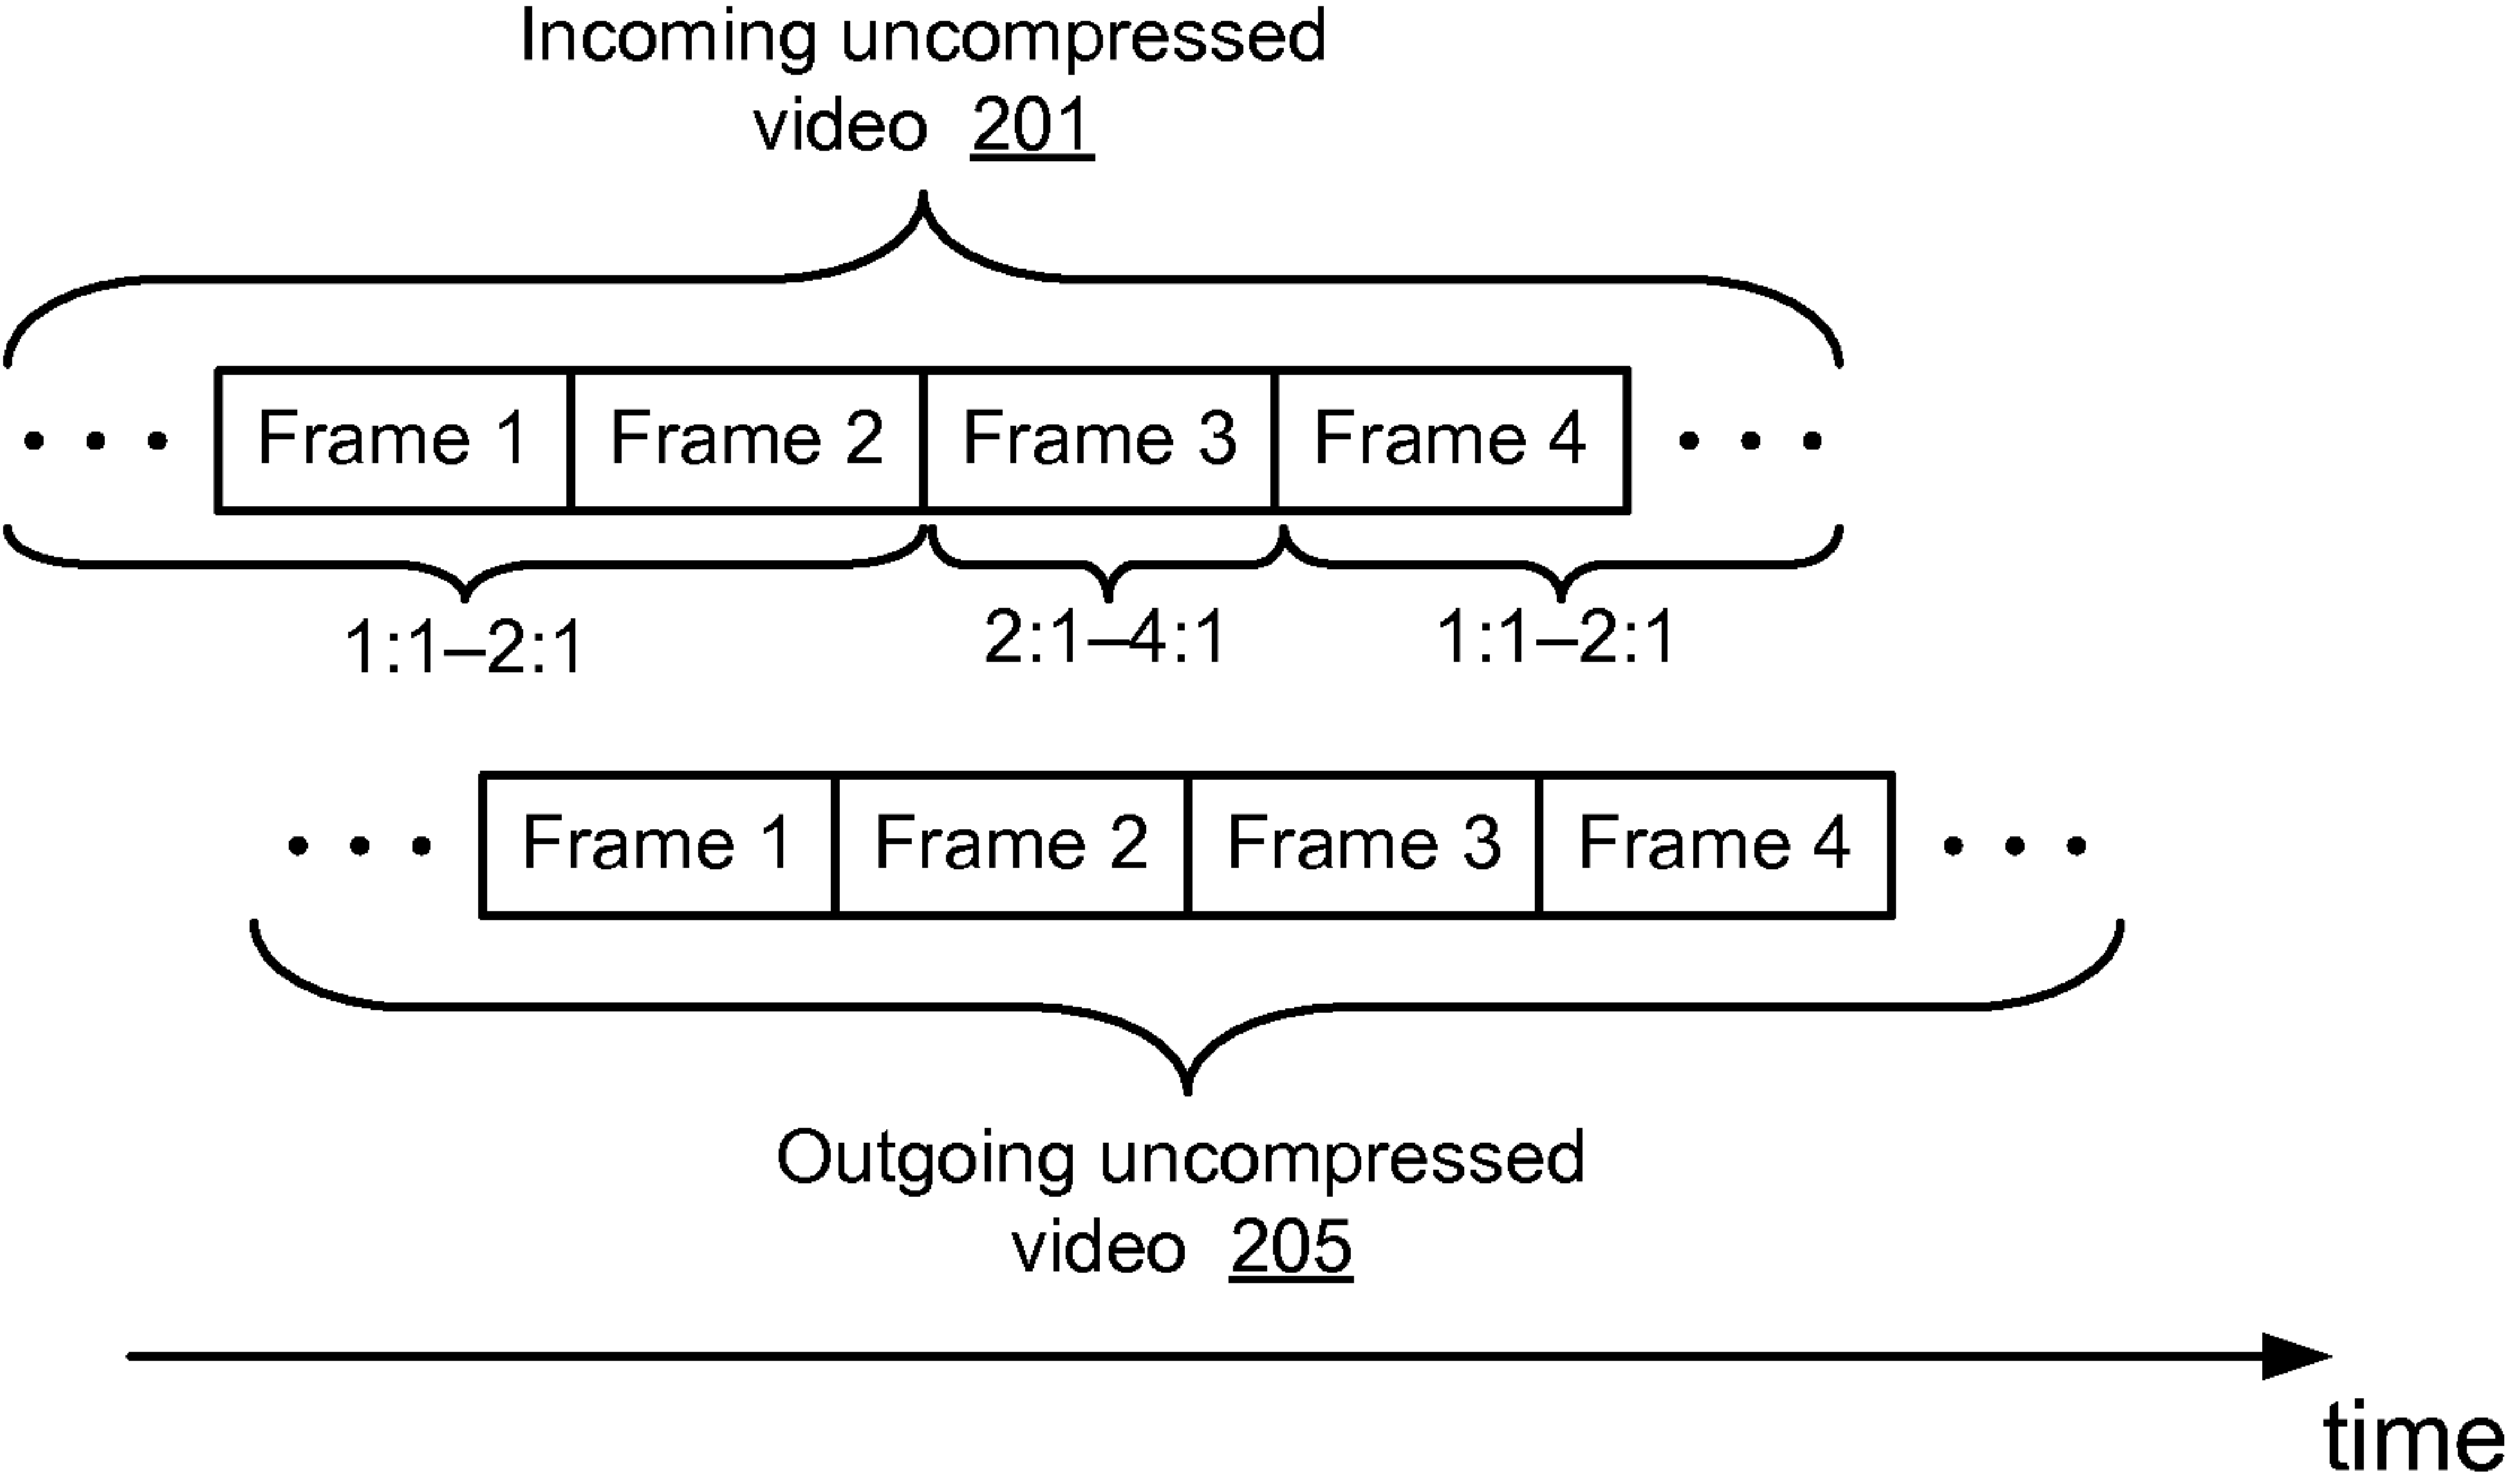 Incoming uncompressed
video 201
• • • Frame 1 Frame 2 Frame 3 Frame 4 • • •
1:1–2:1 2:1–4:1 1:1–2:1
• • • Frame 1 Frame 2 Frame 3 Frame 4 • • •
Outgoing uncompressed
video 205
time